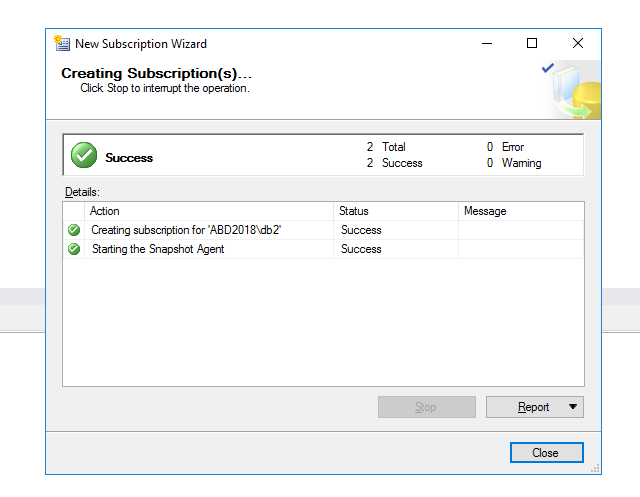 New Subscription Wizard
Creating Subscription(s)...
Click Stop to interrupt the operation.
Success
2 Total 0 Error
2 Success 0 Warning
Details:
Action Status Message
Creating subscription for 'ABD2018\db2' Success
Starting the Snapshot Agent Success
Stop Report
Close